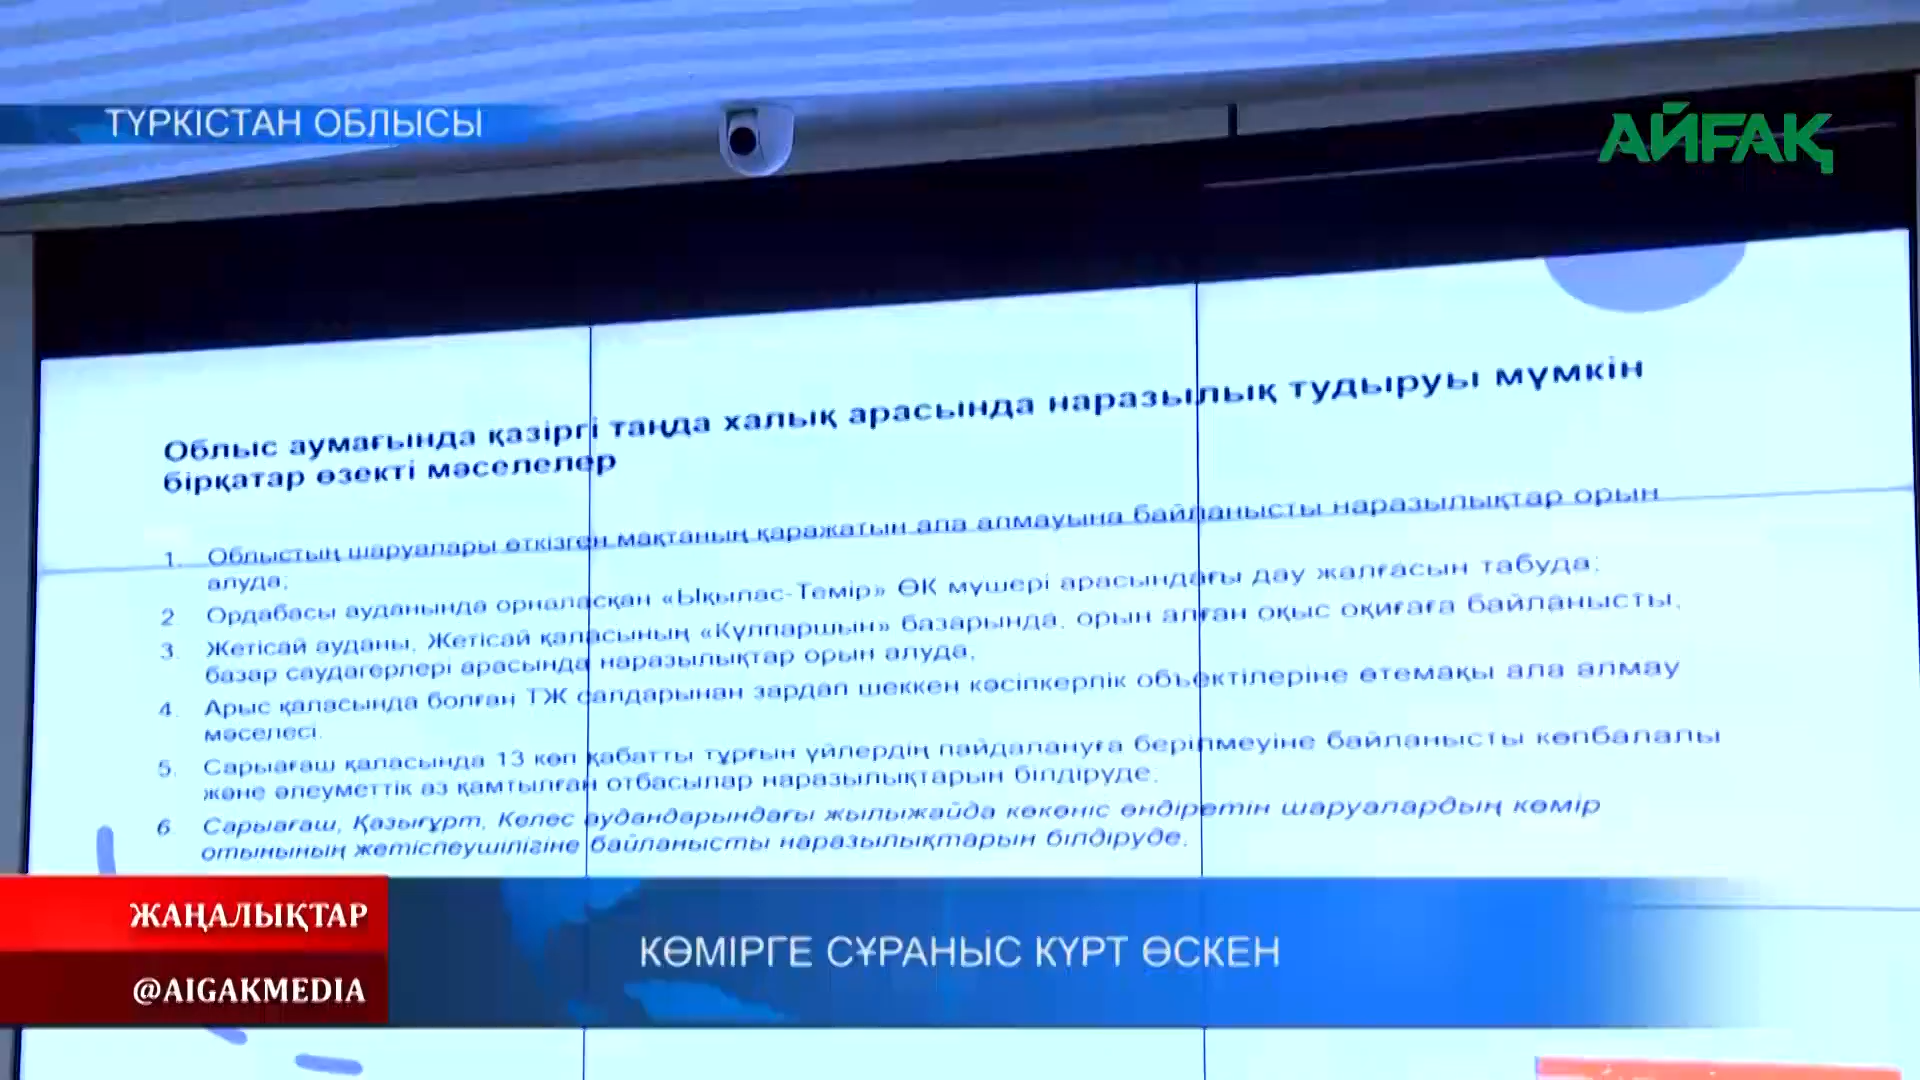 ТҮРКІСТАН ОБЛЫСЫ
АЙҒАҚ
Облыс аумағында қазіргі таңда халық арасында наразылық тудыруы мүмкін
бірқатар өзекті мәселелер
1. Облыстың шаруалары өткізген мақтаның қаражатын ала алмауына байланысты наразылықтар орын
алуда;
2 Ордабасы ауданында орналасқан «Ықылас-Темір» ӨК мүшері арасындағы дау жалғасын табуда;
3. Жетісай ауданы, Жетісай қаласының «Күлпаршын» базарында, орын алған оқыс оқиғаға байланысты,
базар саудагерлері арасында наразылықтар орын алуда,
4. Арыс қаласында болған ТЖ салдарынан зардап шеккен кәсіпкерлік объектілеріне өтемақы ала алмау
мәселесі.
5. Сарыағаш қаласында 13 көп қабатты тұрғын үйлердің пайдалануға берілмеуіне байланысты көпбалалы
және әлеуметтік аз қамтылған отбасылар наразылықтарын білдіруде;
6 Сарыағаш, Қазығұрт, Келес аудандарындағы жылыжайда көкөніс өндіретін шаруалардың көмір
отынының жетіспеушілігіне байланысты наразылықтарын білдіруде.
ЖАҢАЛЫҚТАР
КӨМІРГЕ СҰРАНЫС КҮРТ ӨСКЕН
@AIGAKMEDIA